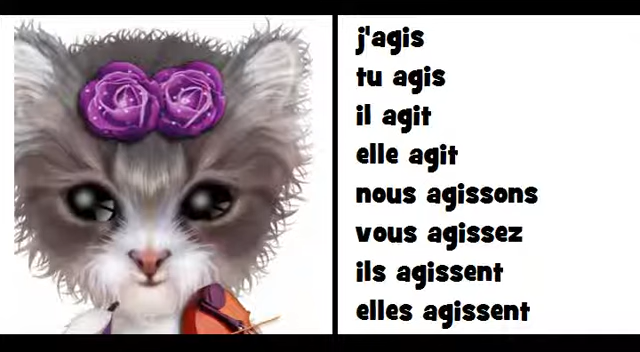 j'agis
tu agis
il agit
elle agit
nous agissons
vous agissez
ils agissent
elles agissent